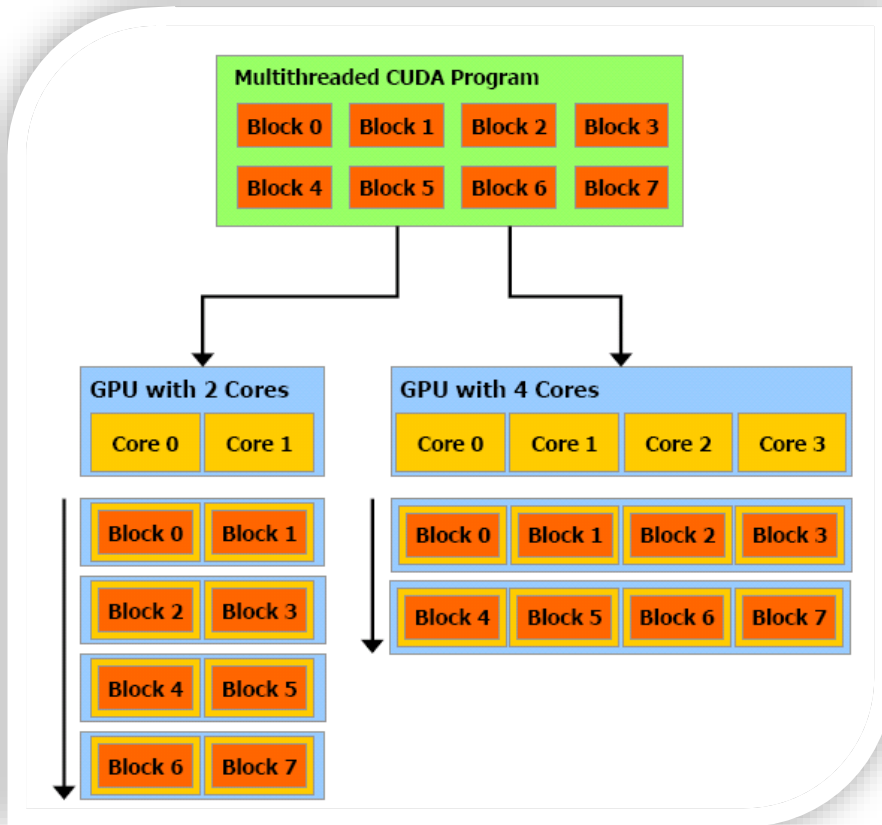 Multithreaded CUDA Program
Block 0 Block 1 Block 2 Block 3
Block 4 Block 5 Block 6 Block 7
GPU with 2 Cores
Core 0 Core 1
Block 0 Block 1
Block 2 Block 3
Block 4 Block 5
Block 6 Block 7
GPU with 4 Cores
Core 0 Core 1 Core 2 Core 3
Block 0 Block 1 Block 2 Block 3
Block 4 Block 5 Block 6 Block 7